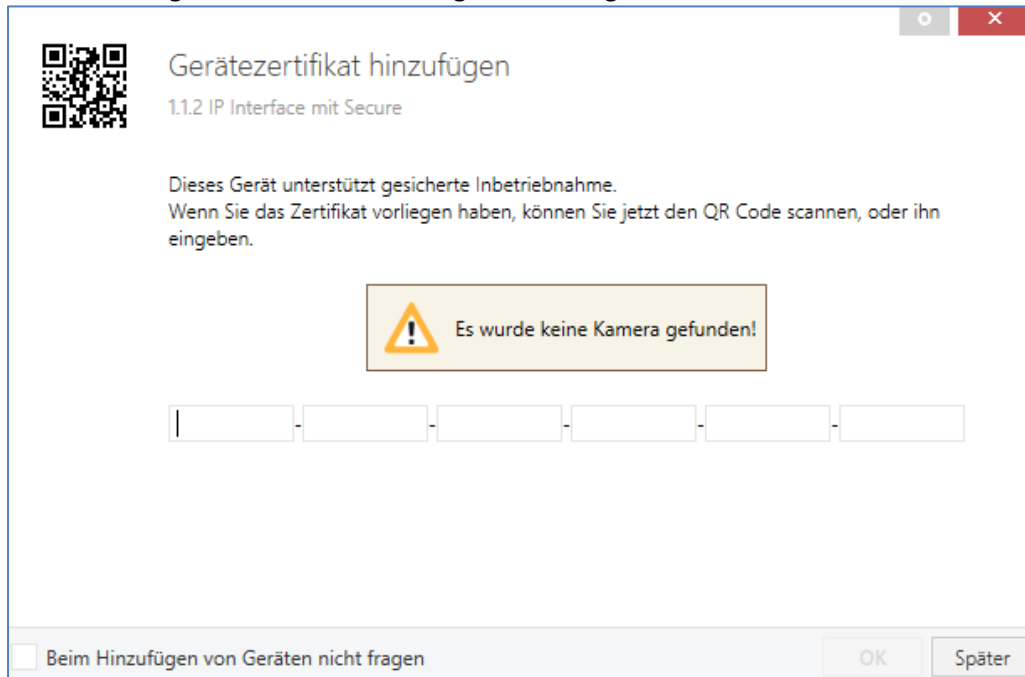 Gerätezertifikat hinzufügen
1.1.2 IP Interface mit Secure
Dieses Gerät unterstützt gesicherte Inbetriebnahme.
Wenn Sie das Zertifikat vorliegen haben, können Sie jetzt den QR Code scannen, oder ihn
eingeben.
Es wurde keine Kamera gefunden!
- - - - -
Beim Hinzufügen von Geräten nicht fragen
OK
Später